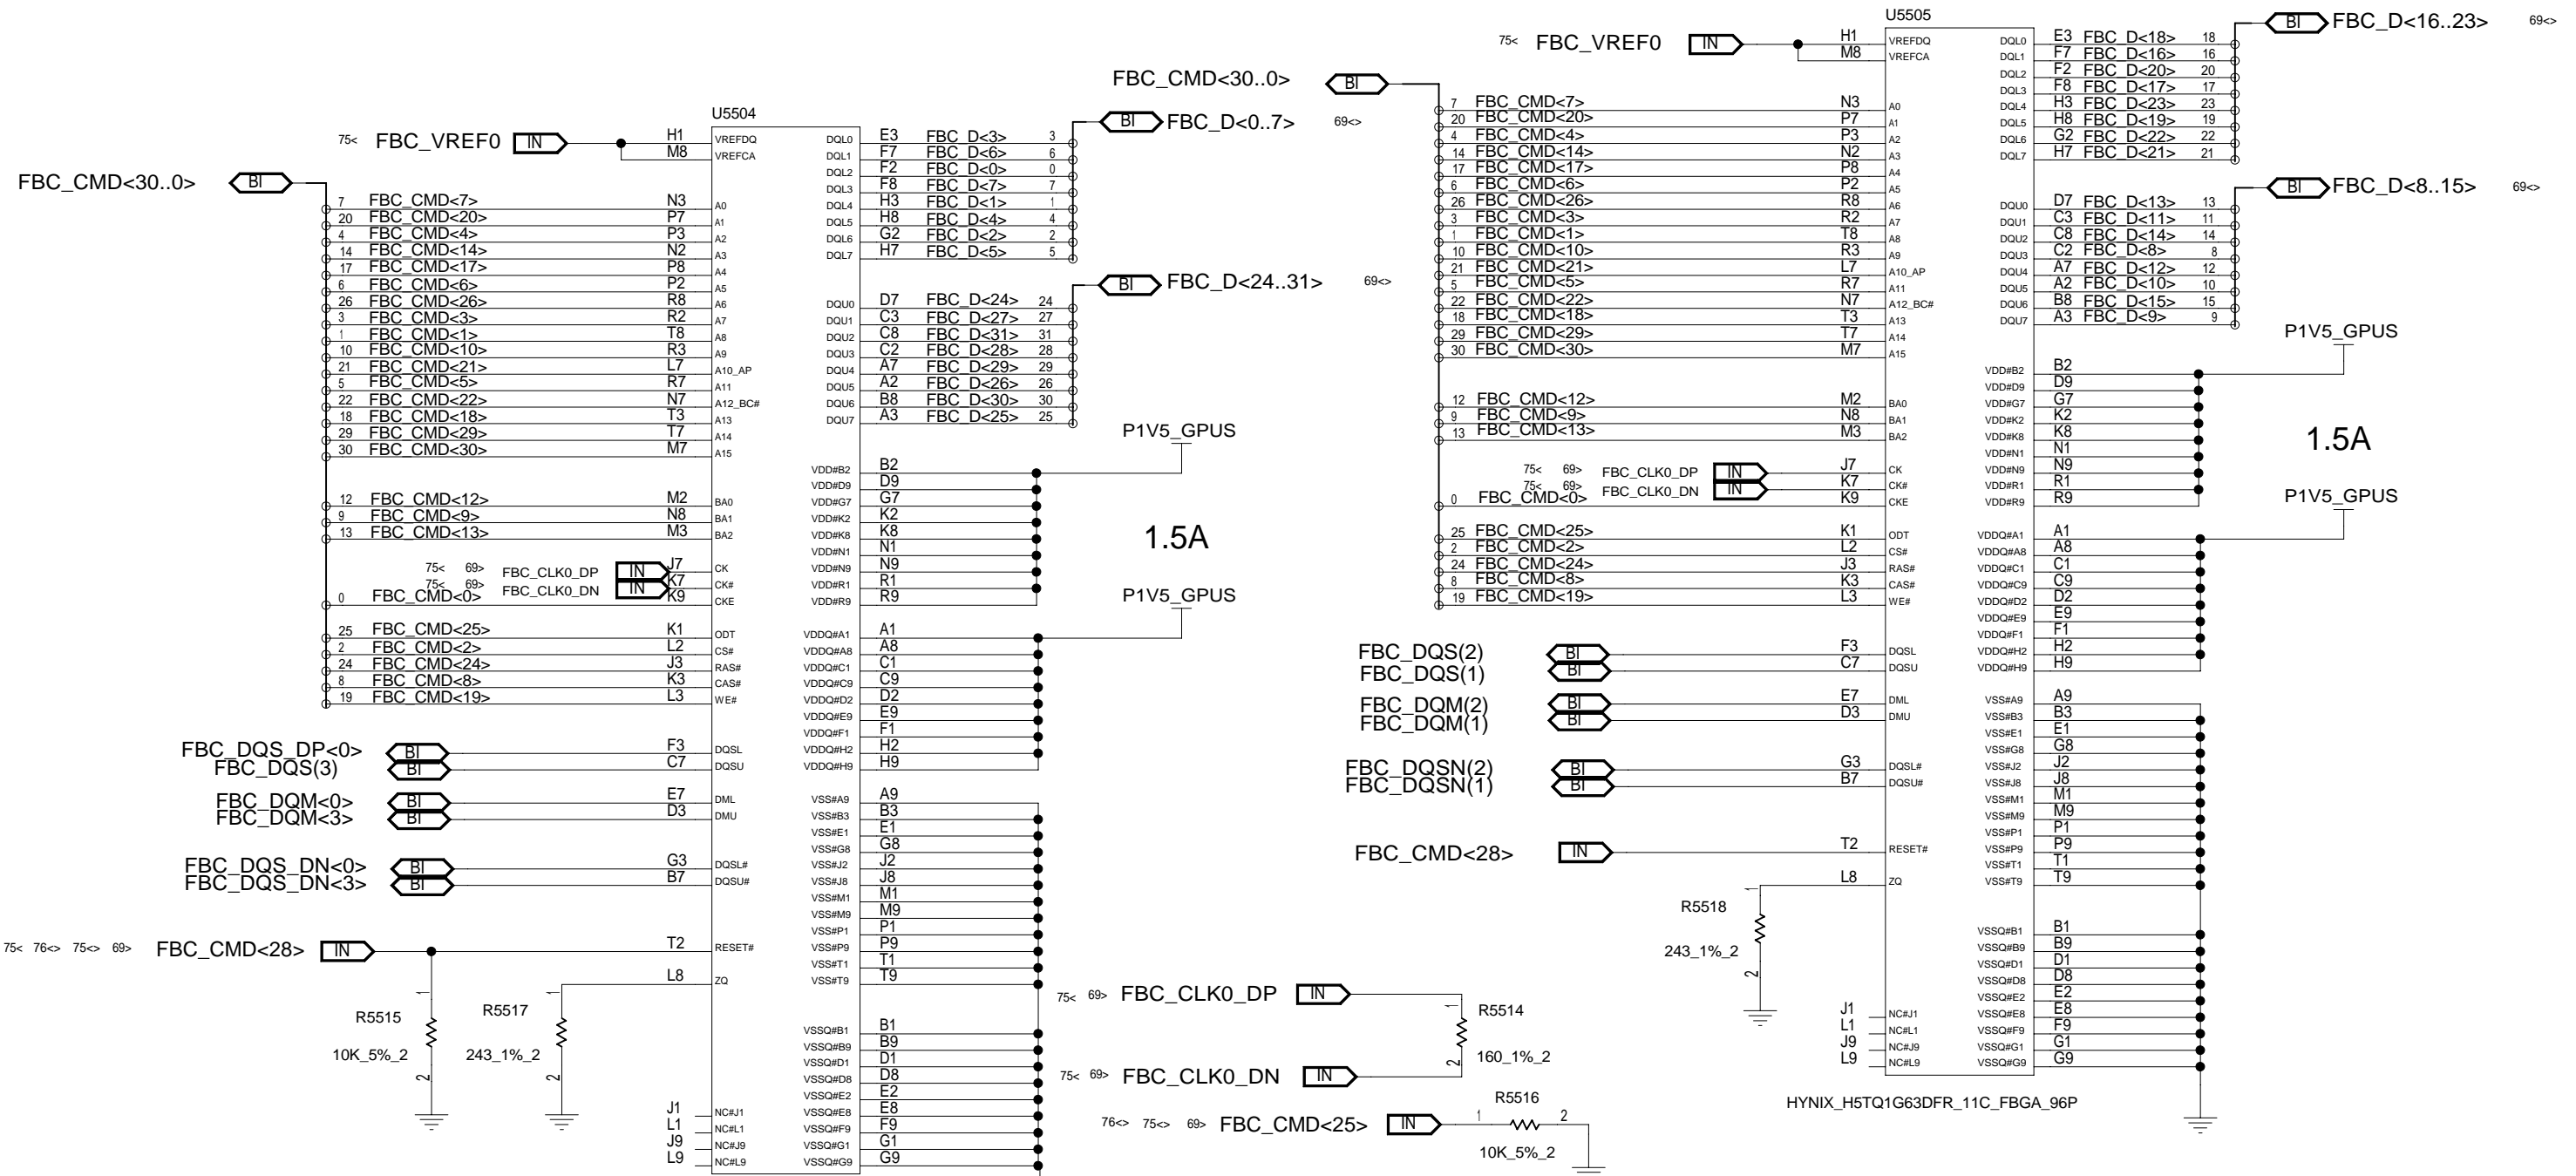 U5504
75< FBC_VREF0 IN
FBC_CMD<30..0> BI
H1 VREFDQ
M8 VREFCA
7 FBC_CMD<7> N3 A0
20 FBC_CMD<20> P7 A1
4 FBC_CMD<4> P3 A2
14 FBC_CMD<14> N2 A3
17 FBC_CMD<17> P8 A4
6 FBC_CMD<6> P2 A5
26 FBC_CMD<26> R8 A6
3 FBC_CMD<3> R2 A7
1 FBC_CMD<1> T8 A8
10 FBC_CMD<10> R3 A9
21 FBC_CMD<21> L7 A10_AP
5 FBC_CMD<5> R7 A11
22 FBC_CMD<22> N7 A12_BC#
18 FBC_CMD<18> T3 A13
29 FBC_CMD<29> T7 A14
30 FBC_CMD<30> M7 A15
12 FBC_CMD<12> M2 BA0
9 FBC_CMD<9> N8 BA1
13 FBC_CMD<13> M3 BA2
75< 69> FBC_CLK0_DP IN J7 CK
75< 69> FBC_CLK0_DN IN K7 CK#
0 FBC_CMD<0> K9 CKE
25 FBC_CMD<25> K1 ODT
2 FBC_CMD<2> L2 CS#
24 FBC_CMD<24> J3 RAS#
8 FBC_CMD<8> K3 CAS#
19 FBC_CMD<19> L3 WE#
FBC_DQS_DP<0> BI F3 DQSL
FBC_DQS(3) BI C7 DQSU
FBC_DQM<0> BI E7 DML
FBC_DQM<3> BI D3 DMU
FBC_DQS_DN<0> BI G3 DQSL#
FBC_DQS_DN<3> BI B7 DQSU#
75< 76<> 75<> 69> FBC_CMD<28> IN T2 RESET#
L8 ZQ
1 R5515 10K_5%_2 2
1 R5517 243_1%_2 2
J1 NC#J1
L1 NC#L1
J9 NC#J9
L9 NC#L9
DQL0 E3 FBC_D<3> 3
DQL1 F7 FBC_D<6> 6
DQL2 F2 FBC_D<0> 0
DQL3 F8 FBC_D<7> 7
DQL4 H3 FBC_D<1> 1
DQL5 H8 FBC_D<4> 4
DQL6 G2 FBC_D<2> 2
DQL7 H7 FBC_D<5> 5
BI FBC_D<0..7> 69<>
DQU0 D7 FBC_D<24> 24
DQU1 C3 FBC_D<27> 27
DQU2 C8 FBC_D<31> 31
DQU3 C2 FBC_D<28> 28
DQU4 A7 FBC_D<29> 29
DQU5 A2 FBC_D<26> 26
DQU6 B8 FBC_D<30> 30
DQU7 A3 FBC_D<25> 25
BI FBC_D<24..31> 69<>
P1V5_GPUS
VDD#B2 B2
VDD#D9 D9
VDD#G7 G7
VDD#K2 K2
VDD#K8 K8
VDD#N1 N1
VDD#N9 N9
VDD#R1 R1
VDD#R9 R9
1.5A
P1V5_GPUS
VDDQ#A1 A1
VDDQ#A8 A8
VDDQ#C1 C1
VDDQ#C9 C9
VDDQ#D2 D2
VDDQ#E9 E9
VDDQ#F1 F1
VDDQ#H2 H2
VDDQ#H9 H9
VSS#A9 A9
VSS#B3 B3
VSS#E1 E1
VSS#G8 G8
VSS#J2 J2
VSS#J8 J8
VSS#M1 M1
VSS#M9 M9
VSS#P1 P1
VSS#P9 P9
VSS#T1 T1
VSS#T9 T9
VSSQ#B1 B1
VSSQ#B9 B9
VSSQ#D1 D1
VSSQ#D8 D8
VSSQ#E2 E2
VSSQ#E8 E8
VSSQ#F9 F9
VSSQ#G1 G1
VSSQ#G9 G9
75< 69> FBC_CLK0_DP IN
1 R5514 160_1%_2 2
75< 69> FBC_CLK0_DN IN
76<> 75<> 69> FBC_CMD<25> IN 1 R5516 2
10K_5%_2
U5505
75< FBC_VREF0 IN
FBC_CMD<30..0> BI
H1 VREFDQ
M8 VREFCA
7 FBC_CMD<7> N3 A0
20 FBC_CMD<20> P7 A1
4 FBC_CMD<4> P3 A2
14 FBC_CMD<14> N2 A3
17 FBC_CMD<17> P8 A4
6 FBC_CMD<6> P2 A5
26 FBC_CMD<26> R8 A6
3 FBC_CMD<3> R2 A7
1 FBC_CMD<1> T8 A8
10 FBC_CMD<10> R3 A9
21 FBC_CMD<21> L7 A10_AP
5 FBC_CMD<5> R7 A11
22 FBC_CMD<22> N7 A12_BC#
18 FBC_CMD<18> T3 A13
29 FBC_CMD<29> T7 A14
30 FBC_CMD<30> M7 A15
12 FBC_CMD<12> M2 BA0
9 FBC_CMD<9> N8 BA1
13 FBC_CMD<13> M3 BA2
75< 69> FBC_CLK0_DP IN J7 CK
75< 69> FBC_CLK0_DN IN K7 CK#
0 FBC_CMD<0> K9 CKE
25 FBC_CMD<25> K1 ODT
2 FBC_CMD<2> L2 CS#
24 FBC_CMD<24> J3 RAS#
8 FBC_CMD<8> K3 CAS#
19 FBC_CMD<19> L3 WE#
FBC_DQS(2) BI F3 DQSL
FBC_DQS(1) BI C7 DQSU
FBC_DQM(2) BI E7 DML
FBC_DQM(1) BI D3 DMU
FBC_DQSN(2) BI G3 DQSL#
FBC_DQSN(1) BI B7 DQSU#
FBC_CMD<28> IN T2 RESET#
L8 ZQ
1 R5518 243_1%_2 2
J1 NC#J1
L1 NC#L1
J9 NC#J9
L9 NC#L9
DQL0 E3 FBC_D<18> 18
DQL1 F7 FBC_D<16> 16
DQL2 F2 FBC_D<20> 20
DQL3 F8 FBC_D<17> 17
DQL4 H3 FBC_D<23> 23
DQL5 H8 FBC_D<19> 19
DQL6 G2 FBC_D<22> 22
DQL7 H7 FBC_D<21> 21
BI FBC_D<16..23> 69<>
DQU0 D7 FBC_D<13> 13
DQU1 C3 FBC_D<11> 11
DQU2 C8 FBC_D<14> 14
DQU3 C2 FBC_D<8> 8
DQU4 A7 FBC_D<12> 12
DQU5 A2 FBC_D<10> 10
DQU6 B8 FBC_D<15> 15
DQU7 A3 FBC_D<9> 9
BI FBC_D<8..15> 69<>
P1V5_GPUS
VDD#B2 B2
VDD#D9 D9
VDD#G7 G7
VDD#K2 K2
VDD#K8 K8
VDD#N1 N1
VDD#N9 N9
VDD#R1 R1
VDD#R9 R9
1.5A
P1V5_GPUS
VDDQ#A1 A1
VDDQ#A8 A8
VDDQ#C1 C1
VDDQ#C9 C9
VDDQ#D2 D2
VDDQ#E9 E9
VDDQ#F1 F1
VDDQ#H2 H2
VDDQ#H9 H9
VSS#A9 A9
VSS#B3 B3
VSS#E1 E1
VSS#G8 G8
VSS#J2 J2
VSS#J8 J8
VSS#M1 M1
VSS#M9 M9
VSS#P1 P1
VSS#P9 P9
VSS#T1 T1
VSS#T9 T9
VSSQ#B1 B1
VSSQ#B9 B9
VSSQ#D1 D1
VSSQ#D8 D8
VSSQ#E2 E2
VSSQ#E8 E8
VSSQ#F9 F9
VSSQ#G1 G1
VSSQ#G9 G9
HYNIX_H5TQ1G63DFR_11C_FBGA_96P